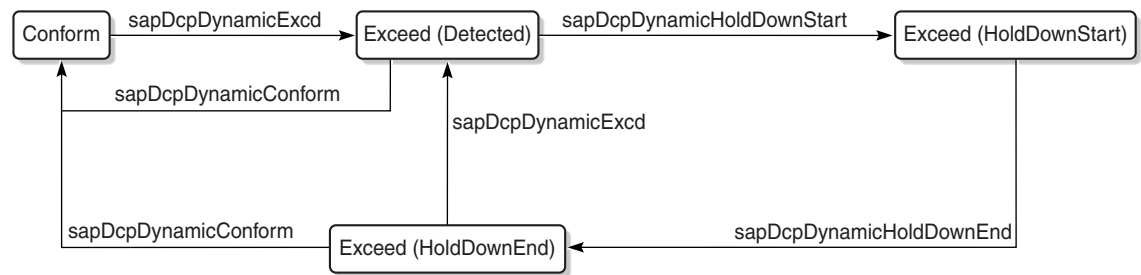 Conform
sapDcpDynamicExcd
Exceed (Detected)
sapDcpDynamicHoldDownStart
Exceed (HoldDownStart)
sapDcpDynamicConform
sapDcpDynamicExcd
sapDcpDynamicConform
Exceed (HoldDownEnd)
sapDcpDynamicHoldDownEnd